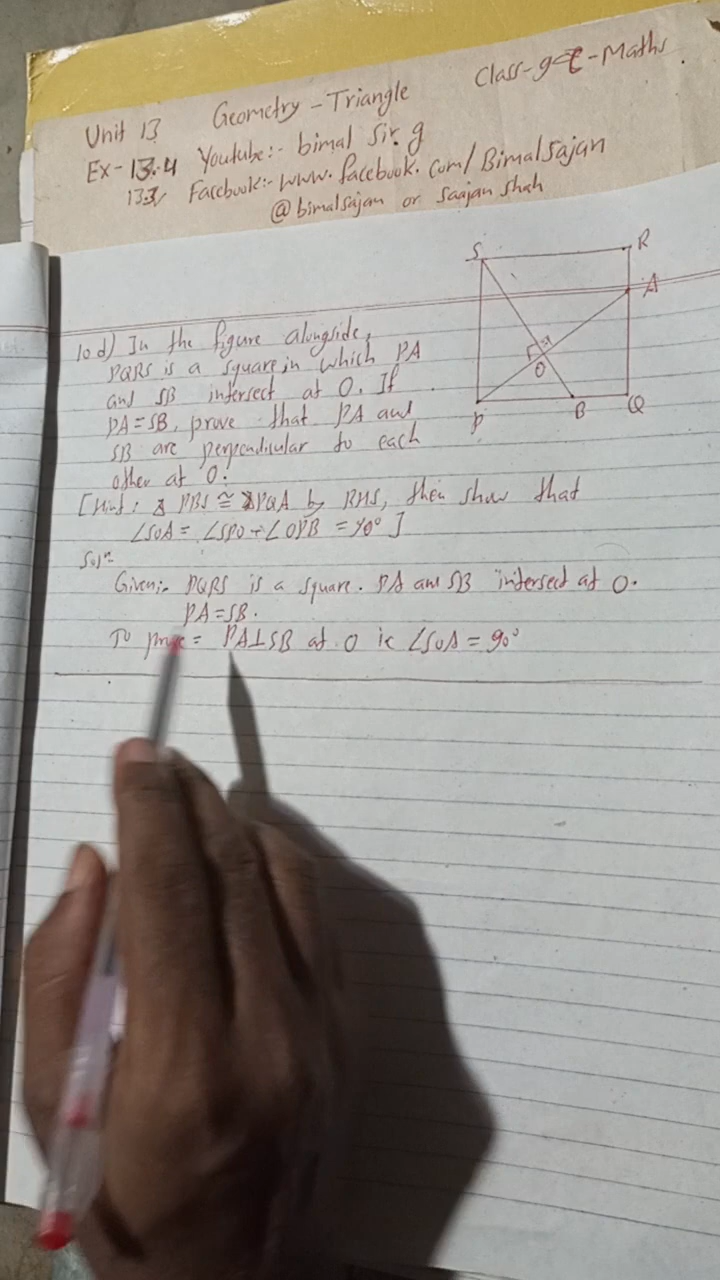 Unit 13 Geometry - Triangle Class-9 - Maths
Ex- 13.4 Youtube:- bimal sir g
13.3/ Facebook:- www.facebook.com/Bimalsajan
@bimalsajan or saajan shah
S R
A
O
P B Q
10.d) In the figure alongside,
PQRS is a square, in which PA
and SB intersect at O. If
PA=SB, prove that PA and
SB are perpendicular to each
other at O.
[Hint: PBS ≅ PQA by RHS, then show that
∠SOA = ∠SPO + ∠OPB = 90° ]
Solⁿ
Given:- PQRS is a square. PA and SB intersect at O.
PA=SB.
To prove = PA⊥SB at O ie ∠SOA = 90°